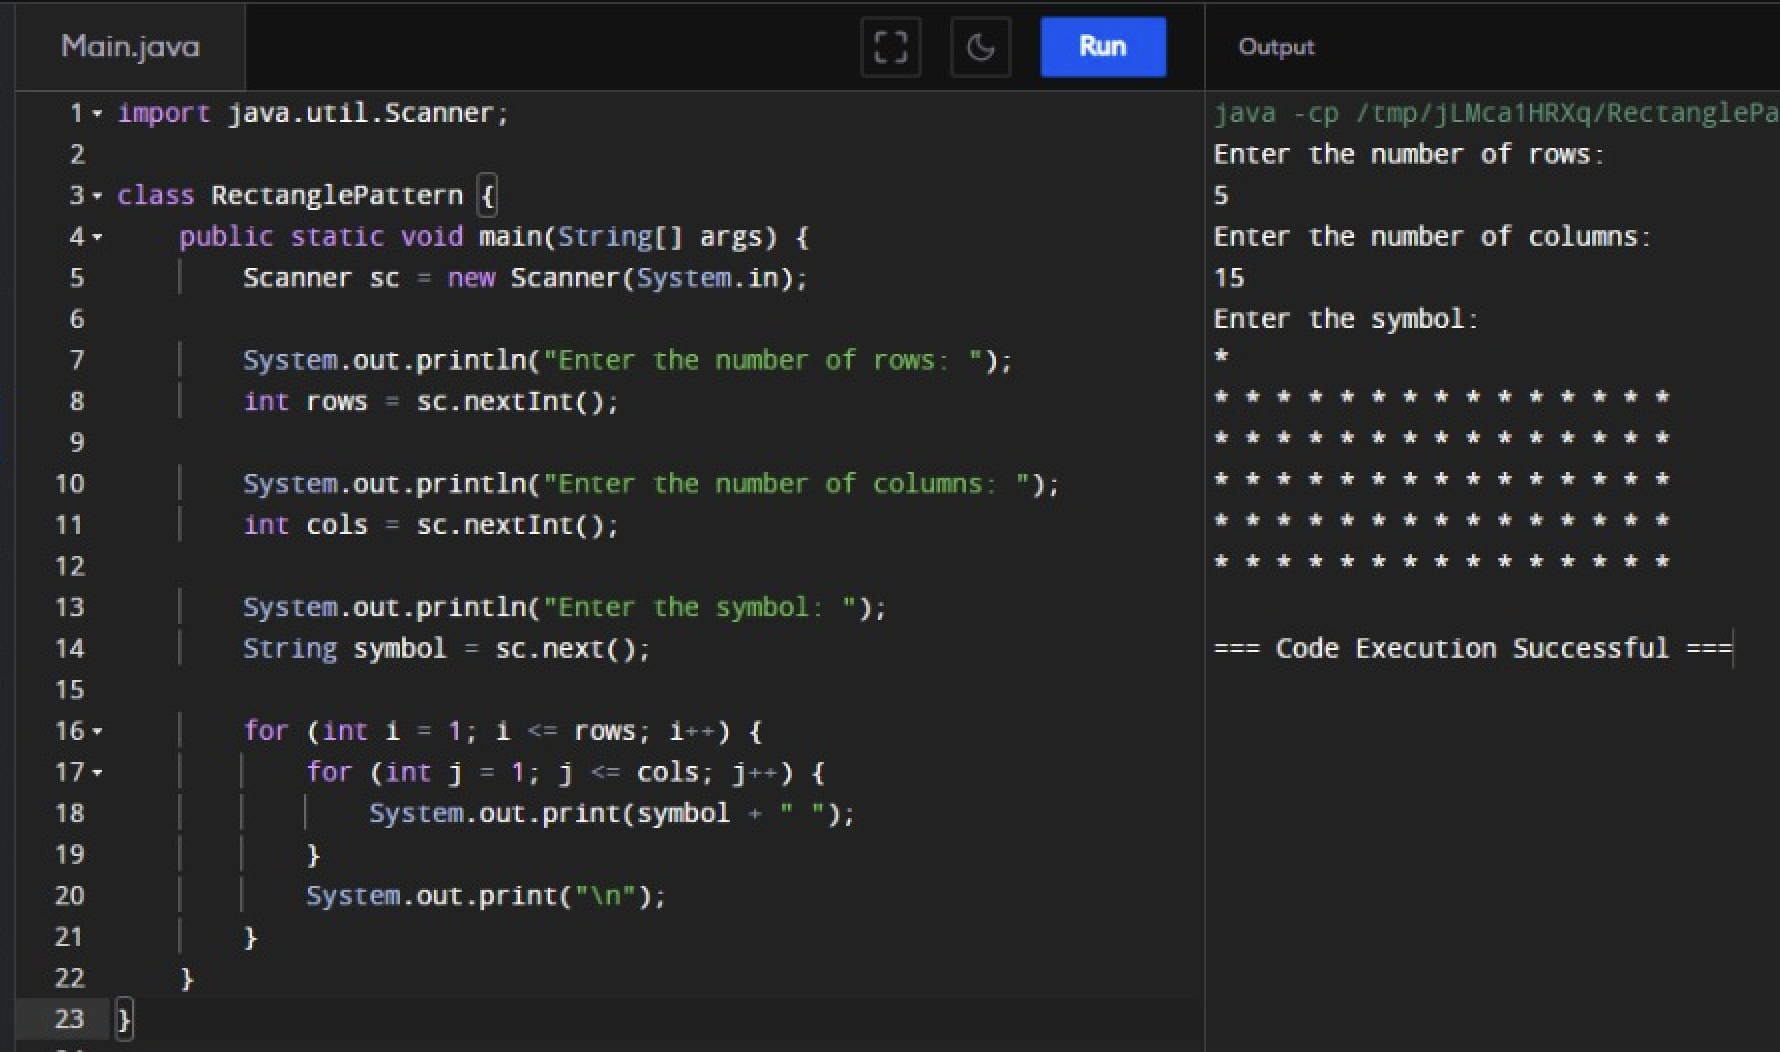 Main.java
Run
Output
1 import java.util.Scanner;
2
3 class RectanglePattern {
4     public static void main(String[] args) {
5         Scanner sc = new Scanner(System.in);
6
7         System.out.println("Enter the number of rows: ");
8         int rows = sc.nextInt();
9
10         System.out.println("Enter the number of columns: ");
11         int cols = sc.nextInt();
12
13         System.out.println("Enter the symbol: ");
14         String symbol = sc.next();
15
16         for (int i = 1; i <= rows; i++) {
17             for (int j = 1; j <= cols; j++) {
18                 System.out.print(symbol + " ");
19             }
20             System.out.print("\n");
21         }
22     }
23 }
java -cp /tmp/jLMca1HRXq/RectanglePa
Enter the number of rows:
5
Enter the number of columns:
15
Enter the symbol:
*
* * * * * * * * * * * * * * *
* * * * * * * * * * * * * * *
* * * * * * * * * * * * * * *
* * * * * * * * * * * * * * *
* * * * * * * * * * * * * * *
=== Code Execution Successful ===